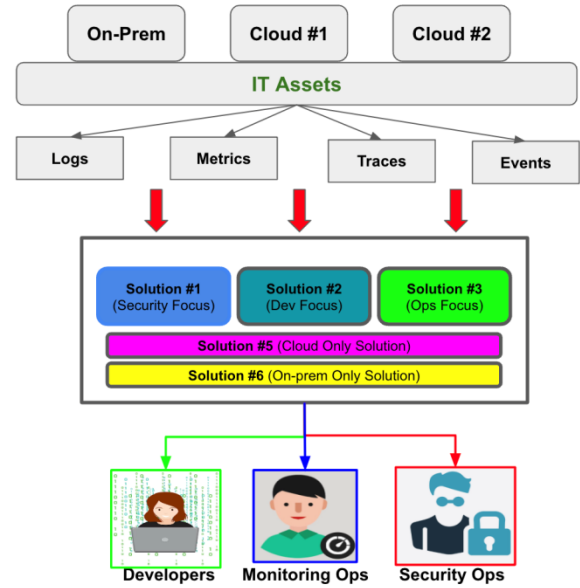 On-Prem
Cloud #1
Cloud #2
IT Assets
Logs
Metrics
Traces
Events
Solution #1
(Security Focus)
Solution #2
(Dev Focus)
Solution #3
(Ops Focus)
Solution #5 (Cloud Only Solution)
Solution #6 (On-prem Only Solution)
Developers
Monitoring Ops
Security Ops